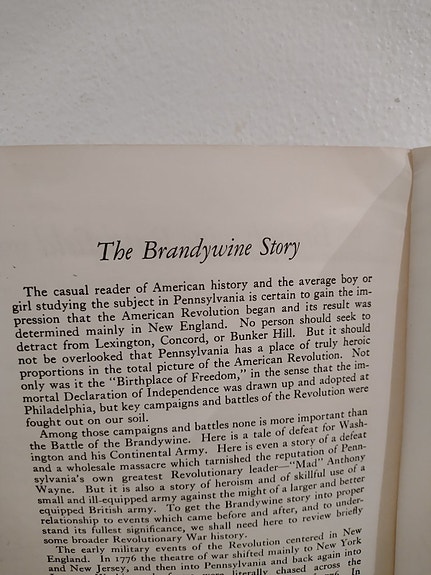 The Brandywine Story
The casual reader of American history and the average boy or
girl studying the subject in Pennsylvania is certain to gain the im-
pression that the American Revolution began and its result was
determined mainly in New England. No person should seek to
detract from Lexington, Concord, or Bunker Hill. But it should
not be overlooked that Pennsylvania has a place of truly heroic
proportions in the total picture of the American Revolution. Not
only was it the "Birthplace of Freedom," in the sense that the im-
mortal Declaration of Independence was drawn up and adopted at
Philadelphia, but key campaigns and battles of the Revolution were
fought out on our soil.
Among those campaigns and battles none is more important than
the Battle of the Brandywine. Here is a tale of defeat for Wash-
ington and his Continental Army. Here is even a story of a defeat
and a wholesale massacre which tarnished the reputation of Penn-
sylvania's own greatest Revolutionary leader—"Mad" Anthony
Wayne. But it is also a story of heroism and of skillful use of a
small and ill-equipped army against the might of a larger and better
equipped British army. To get the Brandywine story into proper
relationship to events which came before and after, and to under-
stand its fullest significance, we shall need here to review briefly
some broader Revolutionary War history.
The early military events of the Revolution centered in New
England. In 1776 the theatre of war shifted mainly to New York
and New Jersey, and then into Pennsylvania and back again into
were literally chased across the
In